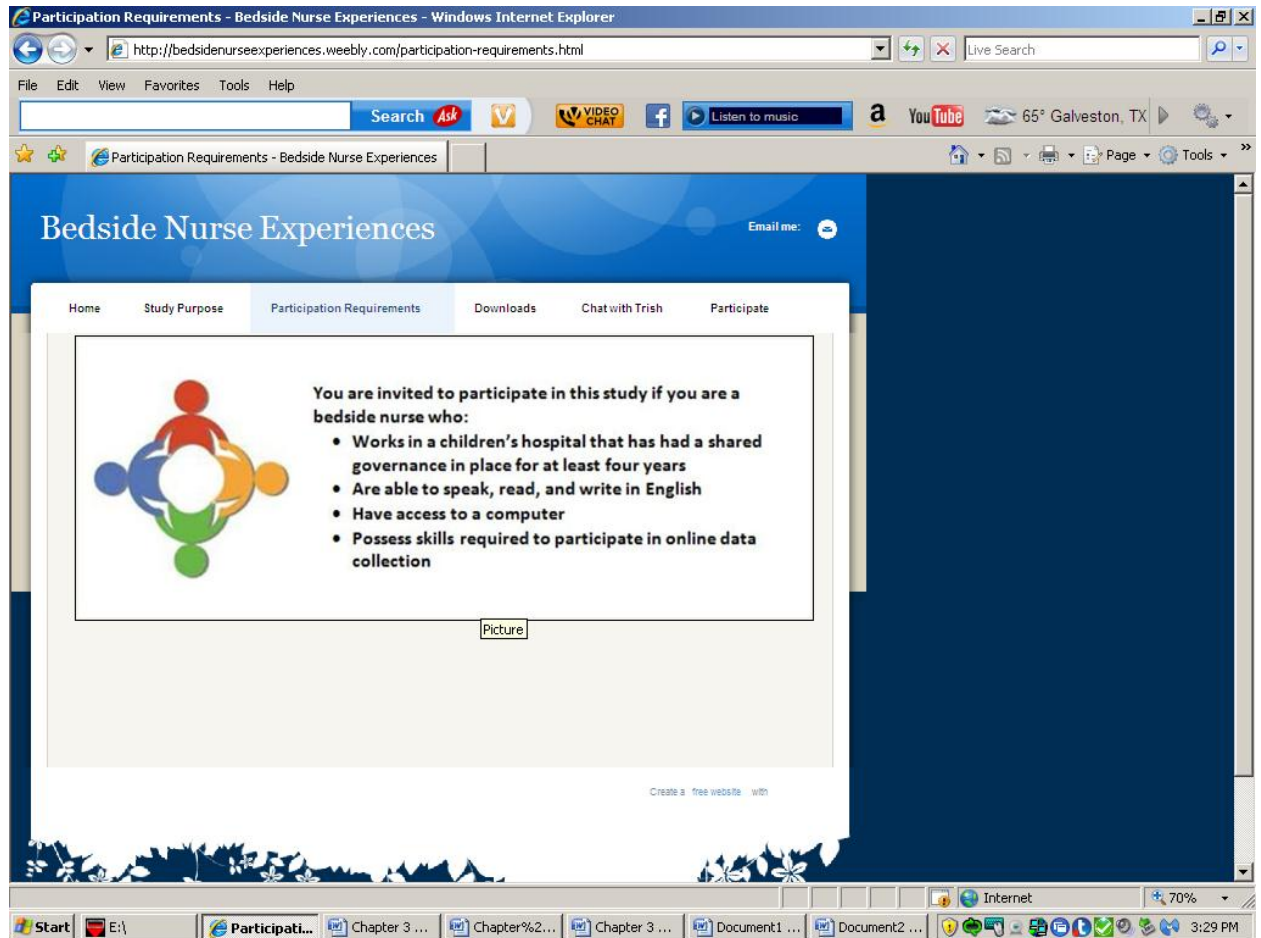 Participation Requirements - Bedside Nurse Experiences - Windows Internet Explorer
http://bedsidenurseexperiences.weebly.com/participation-requirements.html
Live Search
File Edit View Favorites Tools Help
Search Ask
VIDEO CHAT
Listen to music
a
YouTube
65° Galveston, TX
Participation Requirements - Bedside Nurse Experiences
Page
Tools
Bedside Nurse Experiences
Email me:
Home Study Purpose Participation Requirements Downloads Chat with Trish Participate
You are invited to participate in this study if you are a
bedside nurse who:
• Works in a children's hospital that has had a shared
governance in place for at least four years
• Are able to speak, read, and write in English
• Have access to a computer
• Possess skills required to participate in online data
collection
Picture
Create a free website with
Internet
70%
Start E:\ Participati... Chapter 3 ... Chapter%2... Chapter 3 ... Document1 ... Document2 ... 3:29 PM